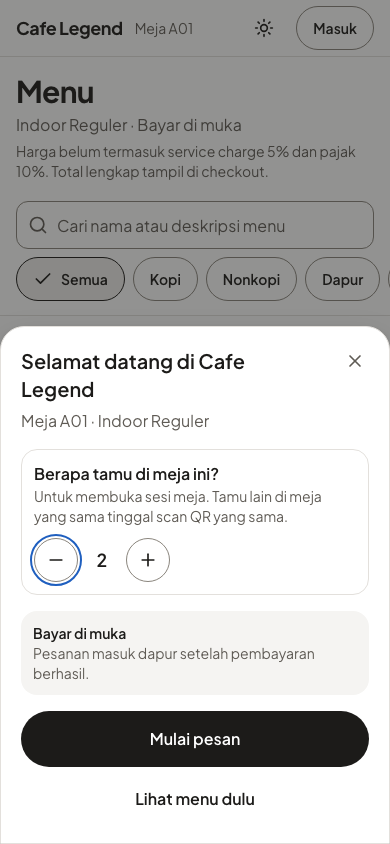 Cafe Legend Meja A01 Masuk
Menu
Indoor Reguler · Bayar di muka
Harga belum termasuk service charge 5% dan pajak
10%. Total lengkap tampil di checkout.
Cari nama atau deskripsi menu
Semua Kopi Nonkopi Dapur
Selamat datang di Cafe
Legend
Meja A01 · Indoor Reguler
Berapa tamu di meja ini?
Untuk membuka sesi meja. Tamu lain di meja
yang sama tinggal scan QR yang sama.
2
Bayar di muka
Pesanan masuk dapur setelah pembayaran
berhasil.
Mulai pesan
Lihat menu dulu